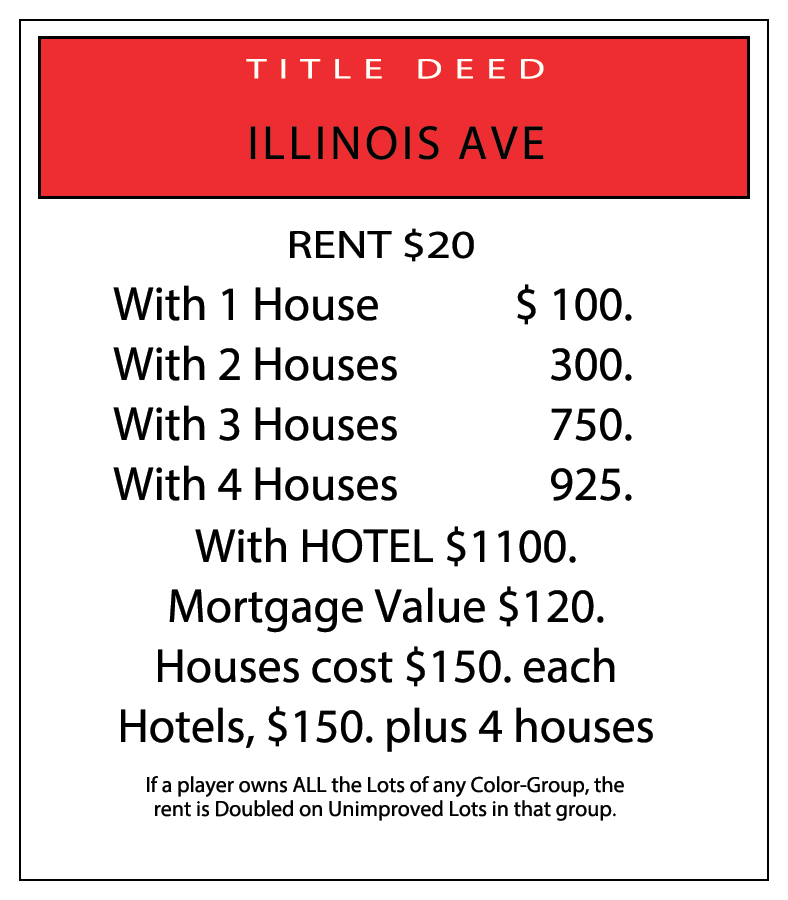 TITLE DEED
ILLINOIS AVE
RENT $20
With 1 House $ 100.
With 2 Houses 300.
With 3 Houses 750.
With 4 Houses 925.
With HOTEL $1100.
Mortgage Value $120.
Houses cost $150. each
Hotels, $150. plus 4 houses
If a player owns ALL the Lots of any Color-Group, the
rent is Doubled on Unimproved Lots in that group.